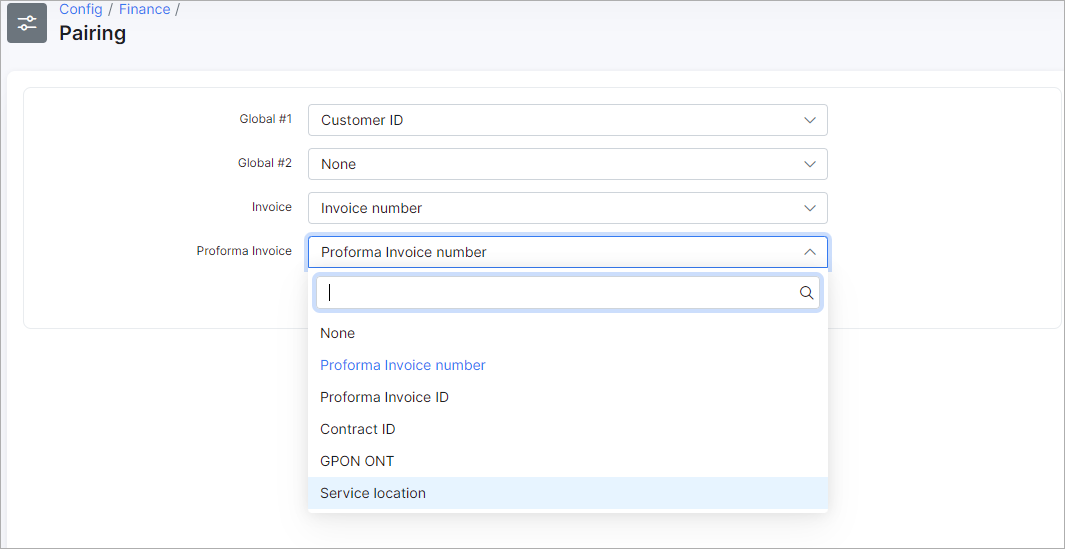 Config / Finance /
Pairing
Global #1 Customer ID
Global #2 None
Invoice Invoice number
Proforma Invoice Proforma Invoice number
None
Proforma Invoice number
Proforma Invoice ID
Contract ID
GPON ONT
Service location